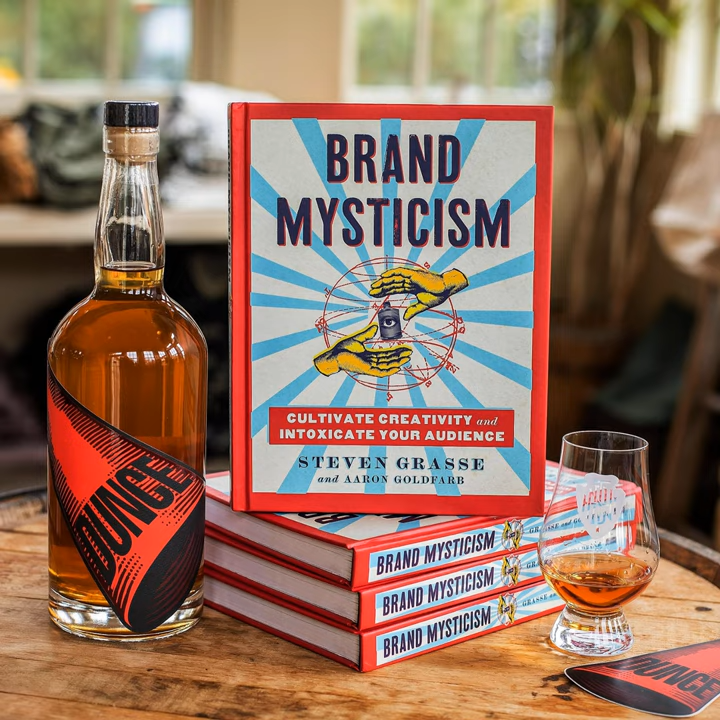 BRAND
MYSTICISM
CULTIVATE CREATIVITY and
INTOXICATE YOUR AUDIENCE
STEVEN GRASSE
and AARON GOLDFARB
BRAND MYSTICISM
BRAND MYSTICISM
BRAND MYSTICISM